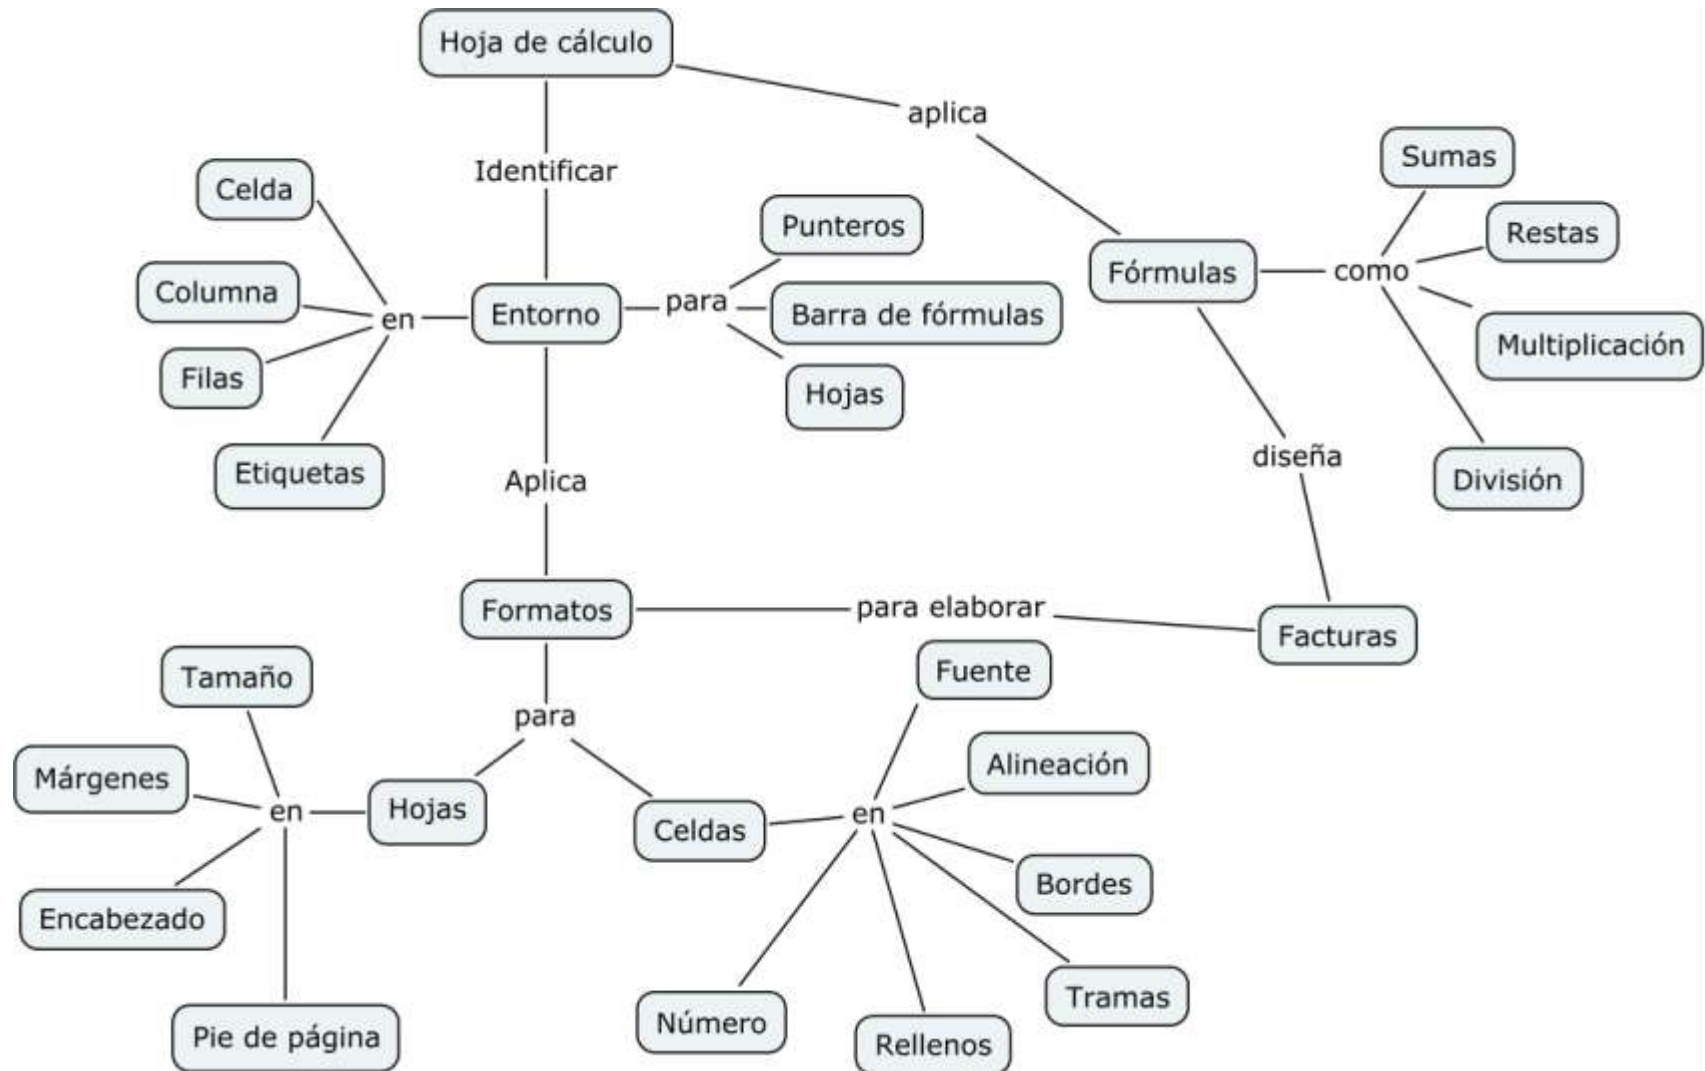 Hoja de cálculo
aplica
Identificar
Sumas
Celda
Punteros
Restas
Fórmulas
como
Columna
en
Entorno
para
Barra de fórmulas
Multiplicación
Filas
Hojas
Etiquetas
Aplica
diseña
División
Formatos
para elaborar
Facturas
Tamaño
Fuente
para
Márgenes
en
Hojas
Alineación
Celdas
en
Bordes
Encabezado
Tramas
Número
Pie de página
Rellenos